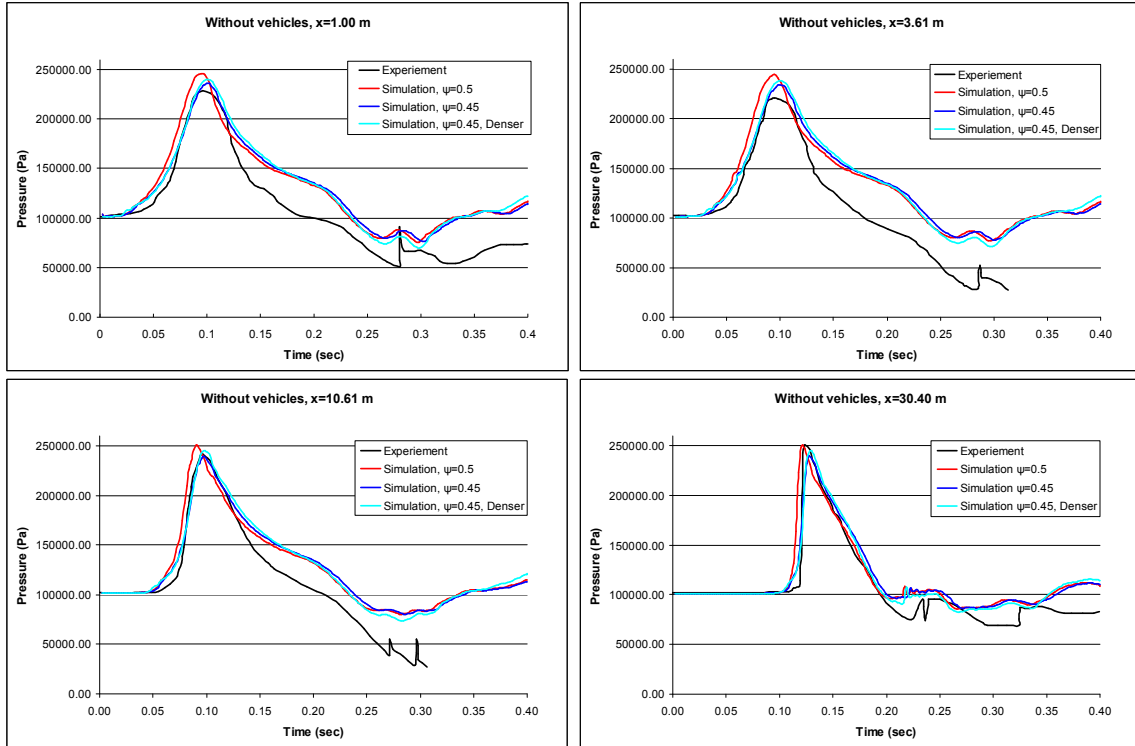 Without vehicles, x=1.00 m
250000.00
200000.00
150000.00
100000.00
50000.00
0.00
Pressure (Pa)
0 0.05 0.1 0.15 0.2 0.25 0.3 0.35 0.4
Time (sec)
Experiement
Simulation, ψ=0.5
Simulation, ψ=0.45
Simulation, ψ=0.45, Denser
Without vehicles, x=3.61 m
250000.00
200000.00
150000.00
100000.00
50000.00
0.00
Pressure (Pa)
0.00 0.05 0.10 0.15 0.20 0.25 0.30 0.35 0.40
Time (sec)
Experiement
Simulation, ψ=0.5
Simulation, ψ=0.45
Simulation, ψ=0.45, Denser
Without vehicles, x=10.61 m
250000.00
200000.00
150000.00
100000.00
50000.00
0.00
Pressure (Pa)
0.00 0.05 0.10 0.15 0.20 0.25 0.30 0.35 0.40
Time (sec)
Experiement
Simulation, ψ=0.5
Simulation, ψ=0.45
Simulation, ψ=0.45, Denser
Without vehicles, x=30.40 m
250000.00
200000.00
150000.00
100000.00
50000.00
0.00
Pressure (Pa)
0.00 0.05 0.10 0.15 0.20 0.25 0.30 0.35 0.40
Time (sec)
Experiement
Simulation, ψ=0.5
Simulation, ψ=0.45
Simulation, ψ=0.45, Denser